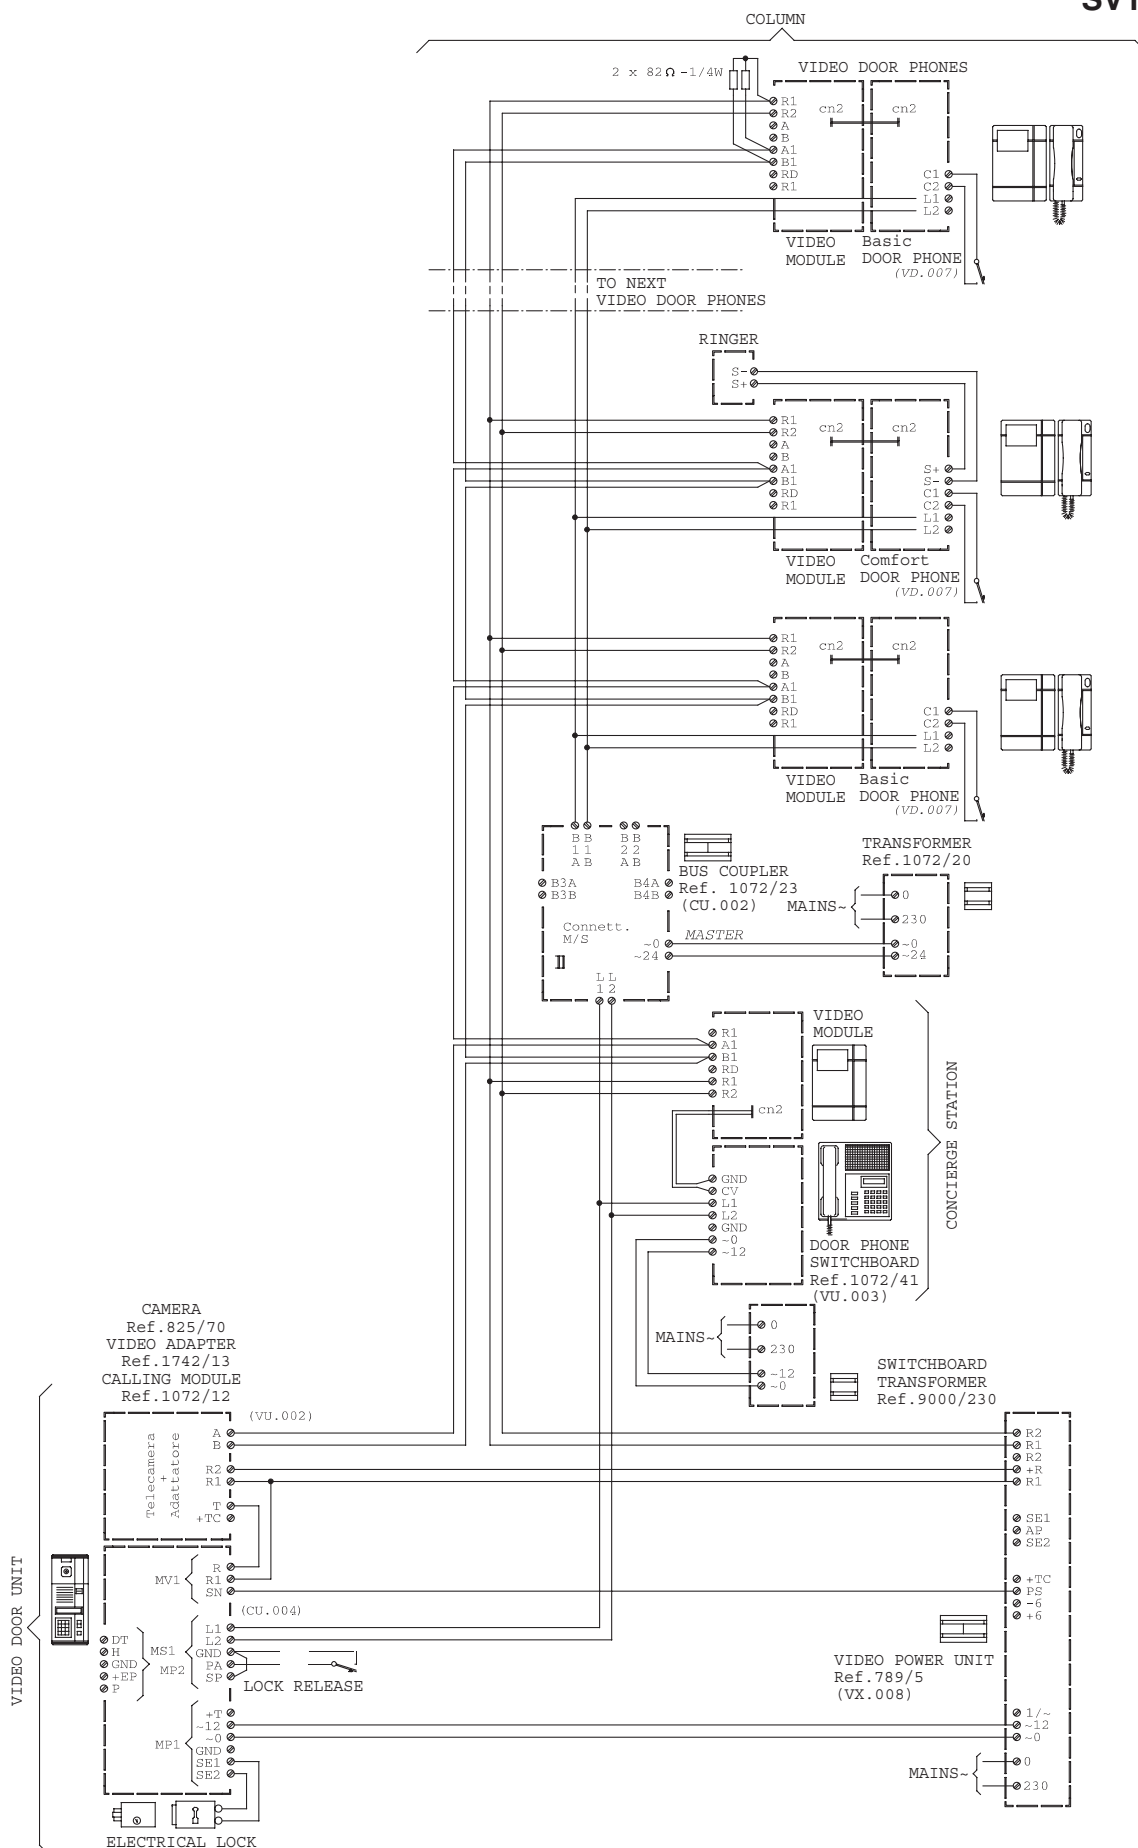 SV1
COLUMN
2 x 82Ω-1/4W
VIDEO DOOR PHONES
R1
R2
A
B
A1
B1
RD
R1
cn2
cn2
C1
C2
L1
L2
VIDEO
MODULE
Basic
DOOR PHONE
(VD.007)
TO NEXT
VIDEO DOOR PHONES
RINGER
S-
S+
R1
R2
A
B
A1
B1
RD
R1
cn2
cn2
S+
S-
C1
C2
L1
L2
VIDEO
MODULE
Comfort
DOOR PHONE
(VD.007)
R1
R2
A
B
A1
B1
RD
R1
cn2
cn2
C1
C2
L1
L2
VIDEO
MODULE
Basic
DOOR PHONE
(VD.007)
B B
1 1
A B
B B
2 2
A B
B3A
B3B
B4A
B4B
Connett.
M/S
~0
~24
L L
1 2
BUS COUPLER
Ref. 1072/23
(CU.002)
MASTER
TRANSFORMER
Ref.1072/20
MAINS~
0
230
~0
~24
R1
A1
B1
RD
R1
R2
cn2
VIDEO
MODULE
CONCIERGE STATION
GND
CV
L1
L2
GND
~0
~12
DOOR PHONE
SWITCHBOARD
Ref.1072/41
(VU.003)
MAINS~
0
230
~12
~0
SWITCHBOARD
TRANSFORMER
Ref.9000/230
CAMERA
Ref.825/70
VIDEO ADAPTER
Ref.1742/13
CALLING MODULE
Ref.1072/12
(VU.002)
Telecamera
+
Adattatore
A
B
R2
R1
T
+TC
VIDEO DOOR UNIT
MV1
R
R1
SN
(CU.004)
DT
H
GND
+EP
P
MS1
MP2
L1
L2
GND
PA
SP
LOCK RELEASE
MP1
+T
~12
~0
GND
SE1
SE2
ELECTRICAL LOCK
R2
R1
R2
+R
R1
SE1
AP
SE2
+TC
PS
-6
+6
VIDEO POWER UNIT
Ref.789/5
(VX.008)
1/~
~12
~0
MAINS~
0
230